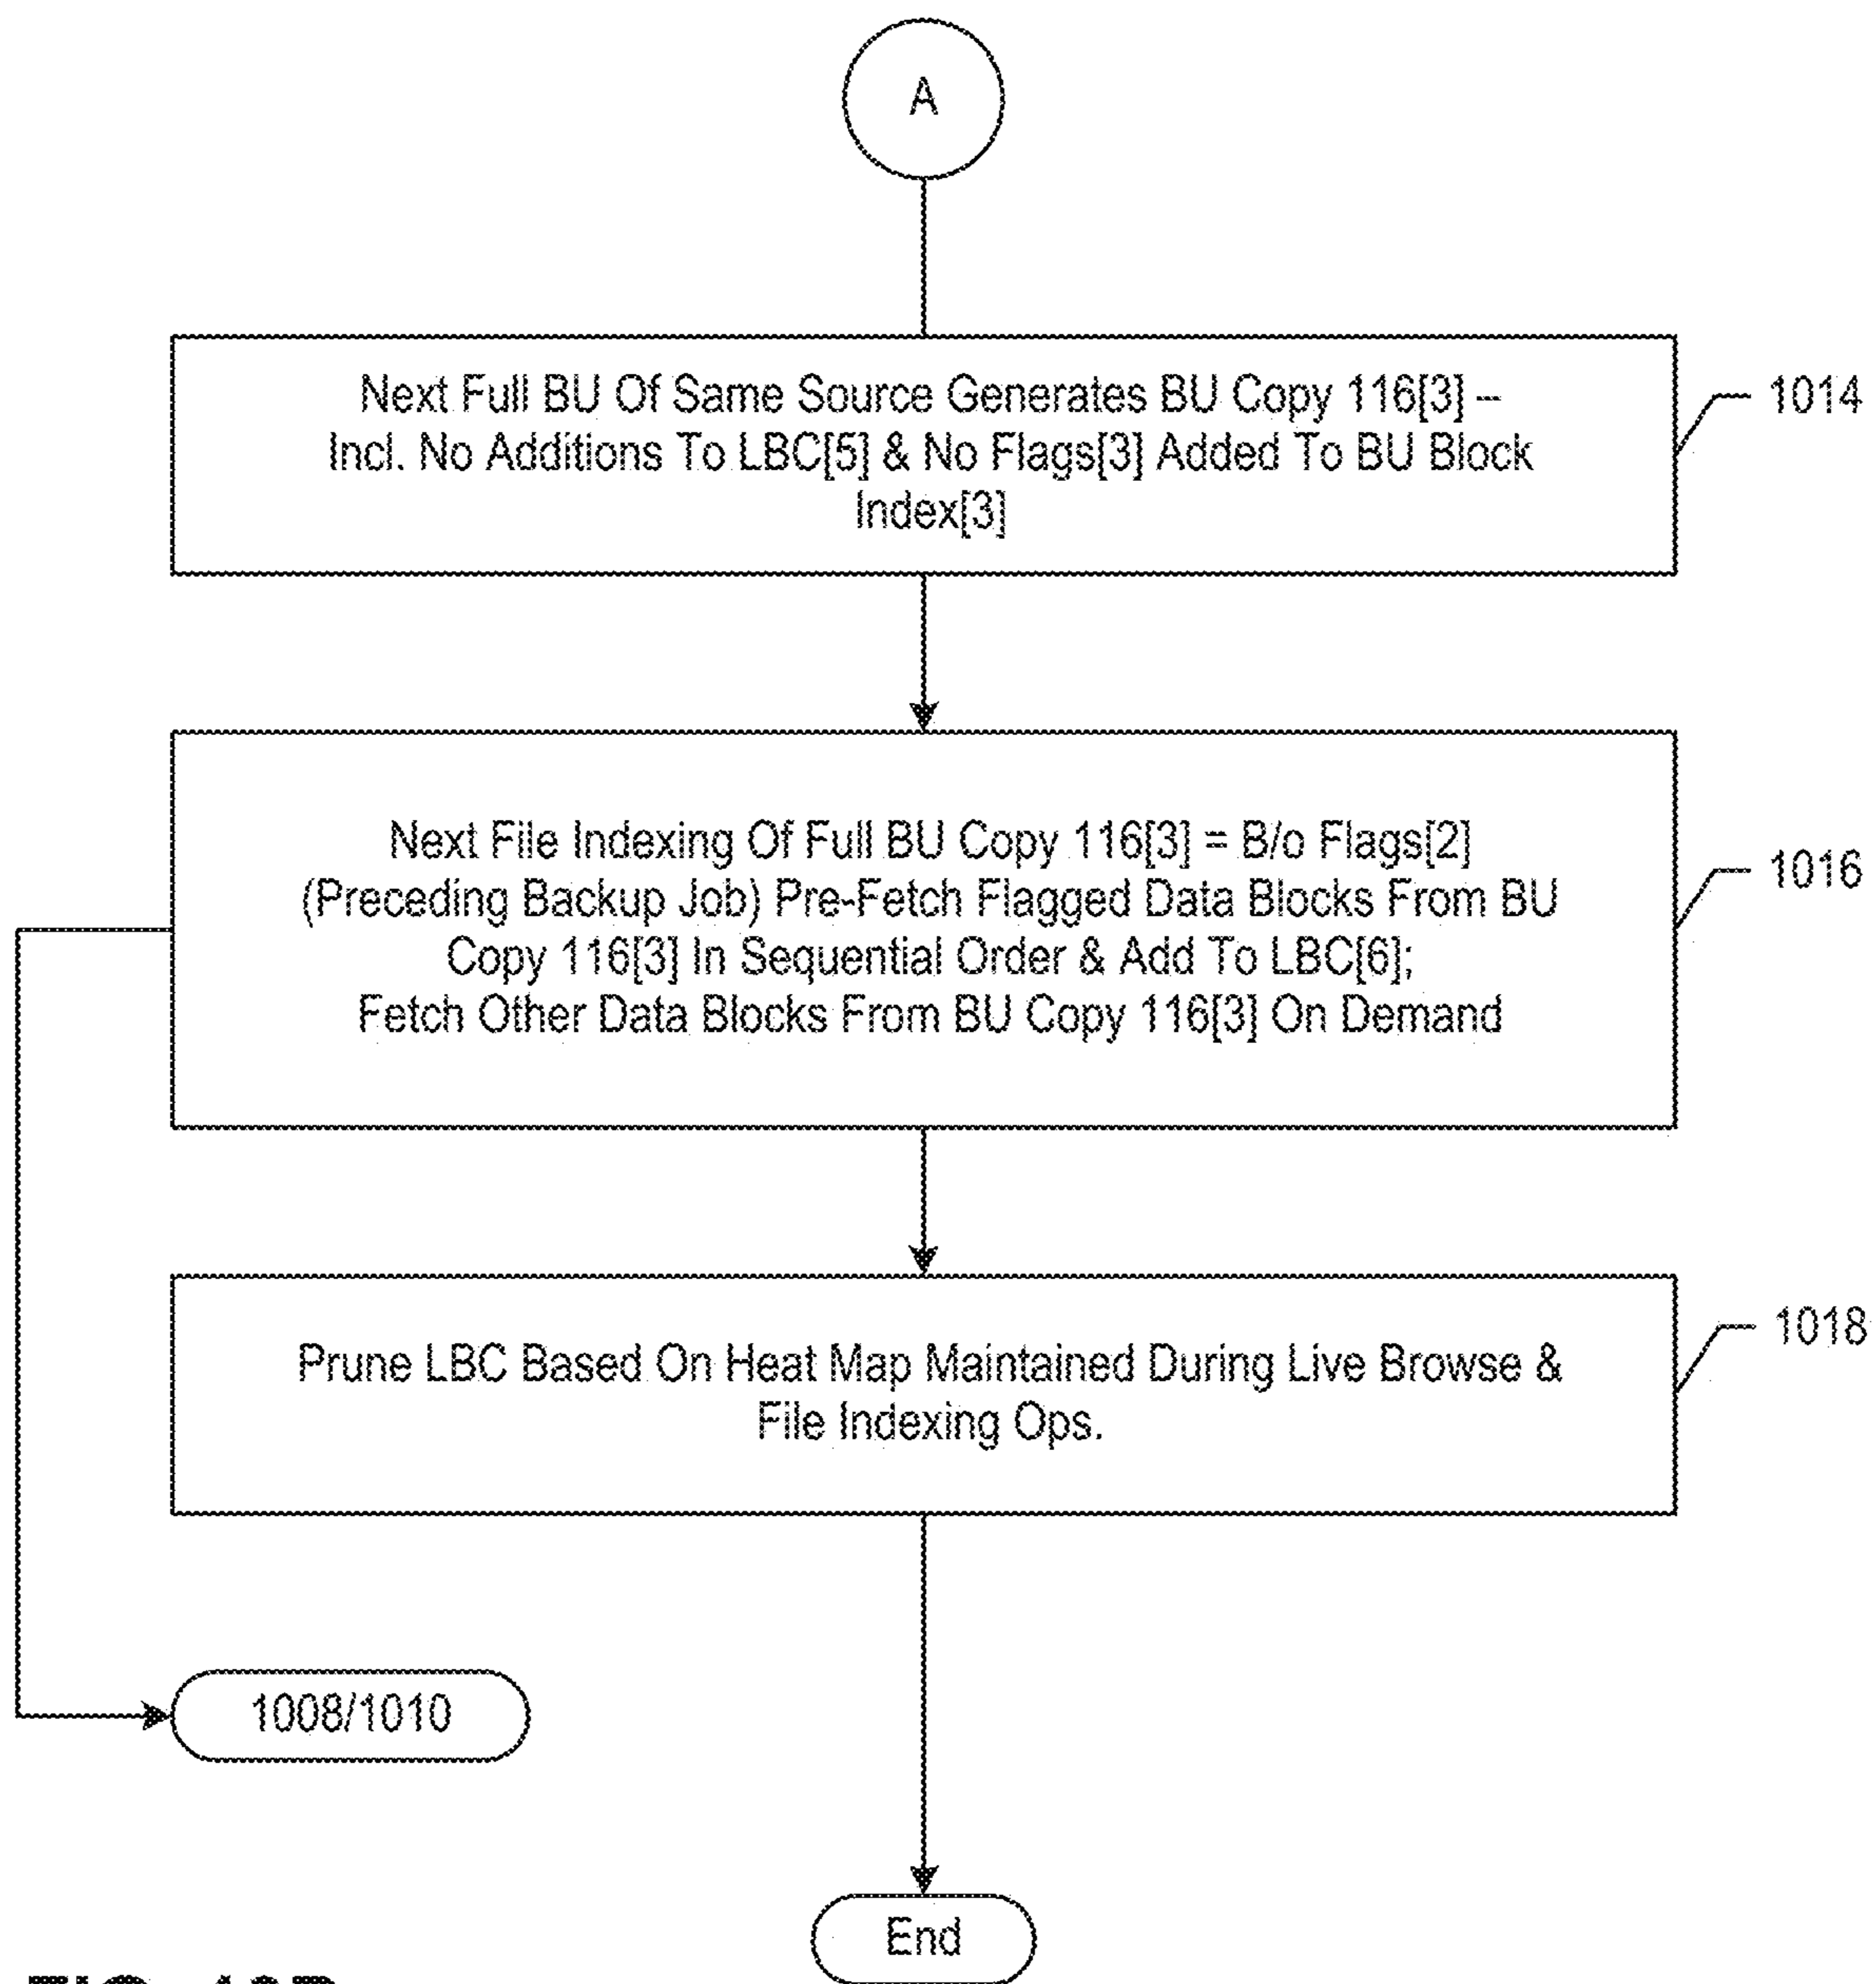 A
Next Full BU Of Same Source Generates BU Copy 116[3] --
Incl. No Additions To LBC[5] & No Flags[3] Added To BU Block
Index[3]
1014
Next File Indexing Of Full BU Copy 116[3] = B/o Flags[2]
(Preceding Backup Job) Pre-Fetch Flagged Data Blocks From BU
Copy 116[3] In Sequential Order & Add To LBC[6];
Fetch Other Data Blocks From BU Copy 116[3] On Demand
1016
Prune LBC Based On Heat Map Maintained During Live Browse &
File Indexing Ops.
1018
1008/1010
End